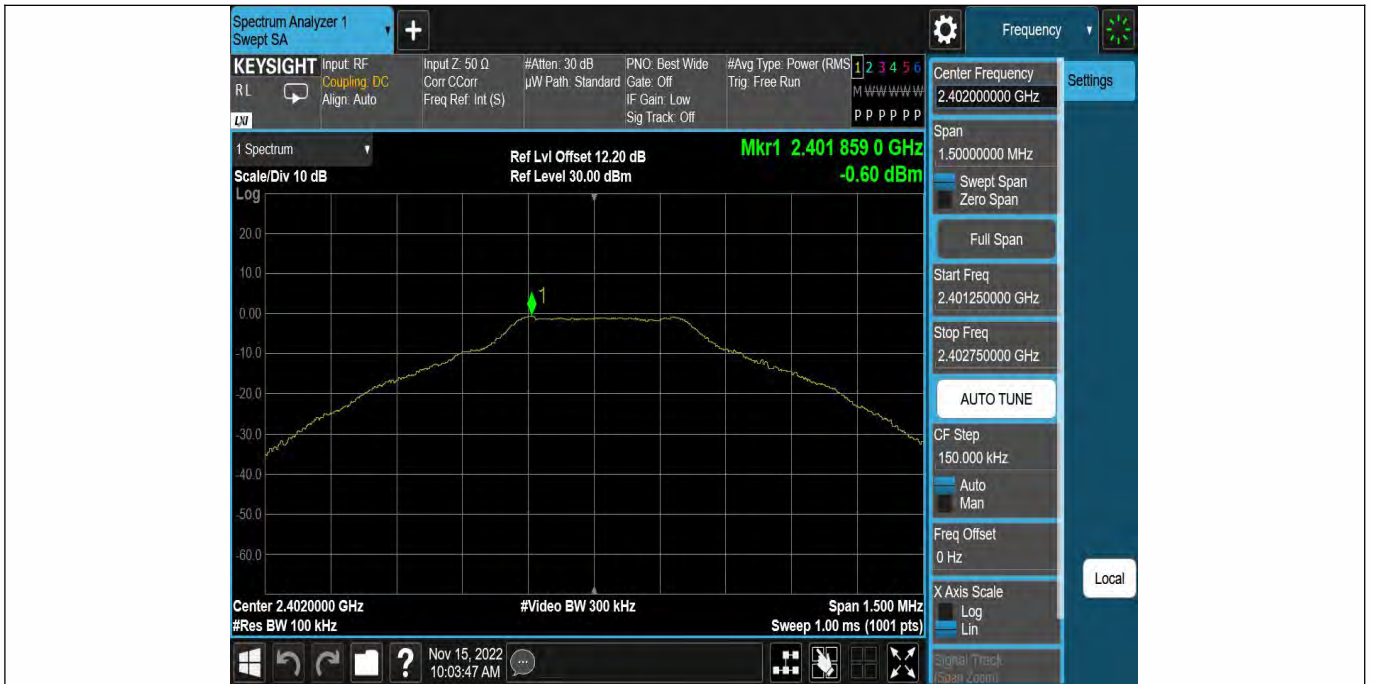 Spectrum Analyzer 1
Swept SA
+
Frequency
KEYSIGHT
RL
LXI
Input: RF
Coupling: DC
Align: Auto
Input Z: 50 Ω
Corr CCorr
Freq Ref: Int (S)
#Atten: 30 dB
µW Path: Standard
PNO: Best Wide
Gate: Off
IF Gain: Low
Sig Track: Off
#Avg Type: Power (RMS
Trig: Free Run
1 2 3 4 5 6
M W W W W W
P P P P P P
1 Spectrum
Scale/Div 10 dB
Ref Lvl Offset 12.20 dB
Ref Level 30.00 dBm
Mkr1 2.401 859 0 GHz
-0.60 dBm
Log
20.0
10.0
0.00
-10.0
-20.0
-30.0
-40.0
-50.0
-60.0
1
Center 2.4020000 GHz
#Res BW 100 kHz
#Video BW 300 kHz
Span 1.500 MHz
Sweep 1.00 ms (1001 pts)
Center Frequency
2.402000000 GHz
Settings
Span
1.50000000 MHz
Swept Span
Zero Span
Full Span
Start Freq
2.401250000 GHz
Stop Freq
2.402750000 GHz
AUTO TUNE
CF Step
150.000 kHz
Auto
Man
Freq Offset
0 Hz
X Axis Scale
Log
Lin
Signal Track
(Span Zoom)
Local
?
Nov 15, 2022
10:03:47 AM